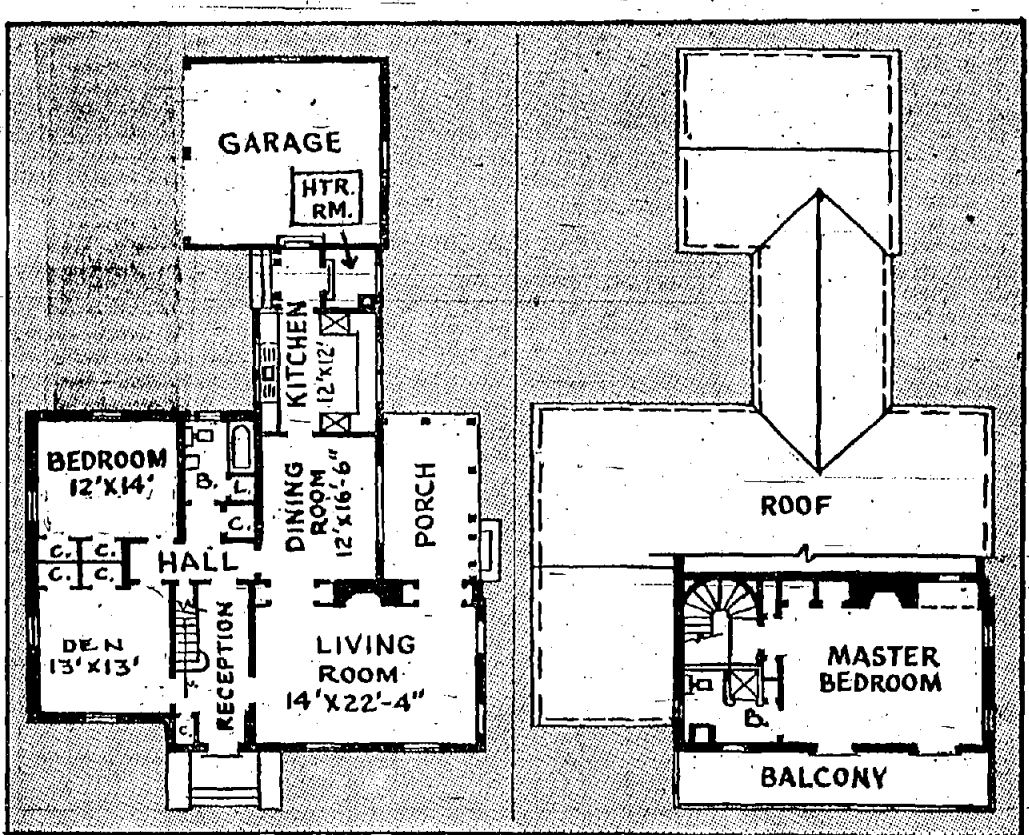 GARAGE
HTR.
RM.
KITCHEN
12'X12'
BEDROOM
12'X14'
B.
L.
C.
DINING
ROOM
12'X16'-6"
PORCH
C.
C.
C.
C.
HALL
DEN
13'X13'
RECEPTION
C.
LIVING
ROOM
14'X22'-4"
ROOF
MASTER
BEDROOM
B.
BALCONY